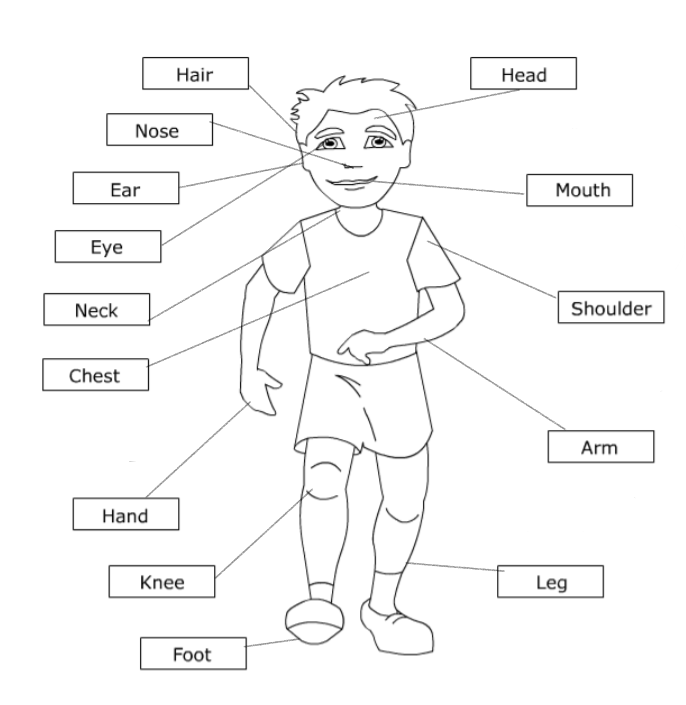 Hair
Head
Nose
Ear
Mouth
Eye
Neck
Shoulder
Chest
Arm
Hand
Knee
Leg
Foot